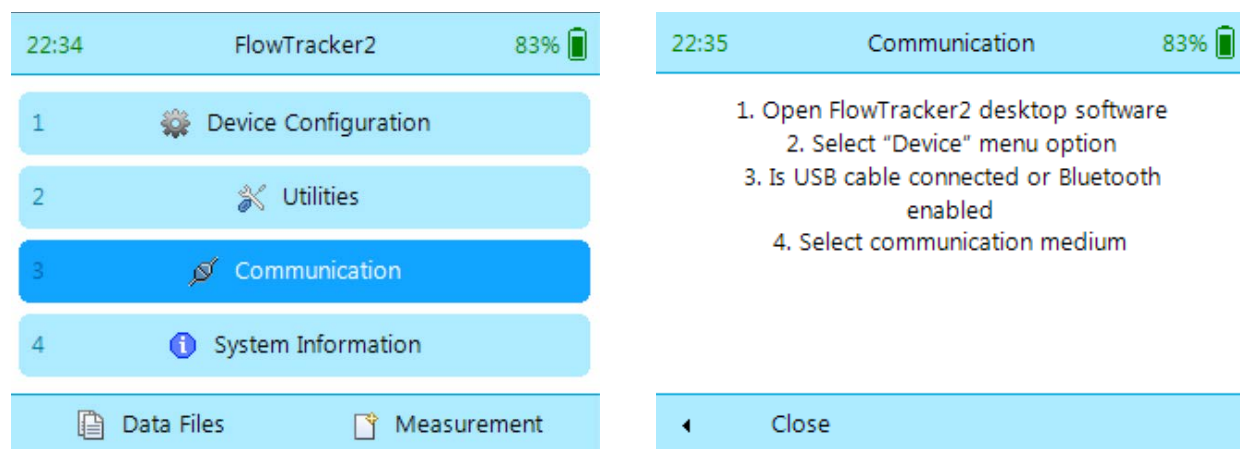 22:34 FlowTracker2 83%
1 Device Configuration
2 Utilities
3 Communication
4 System Information
Data Files Measurement
22:35 Communication 83%
1. Open FlowTracker2 desktop software
2. Select “Device” menu option
3. Is USB cable connected or Bluetooth
enabled
4. Select communication medium
Close